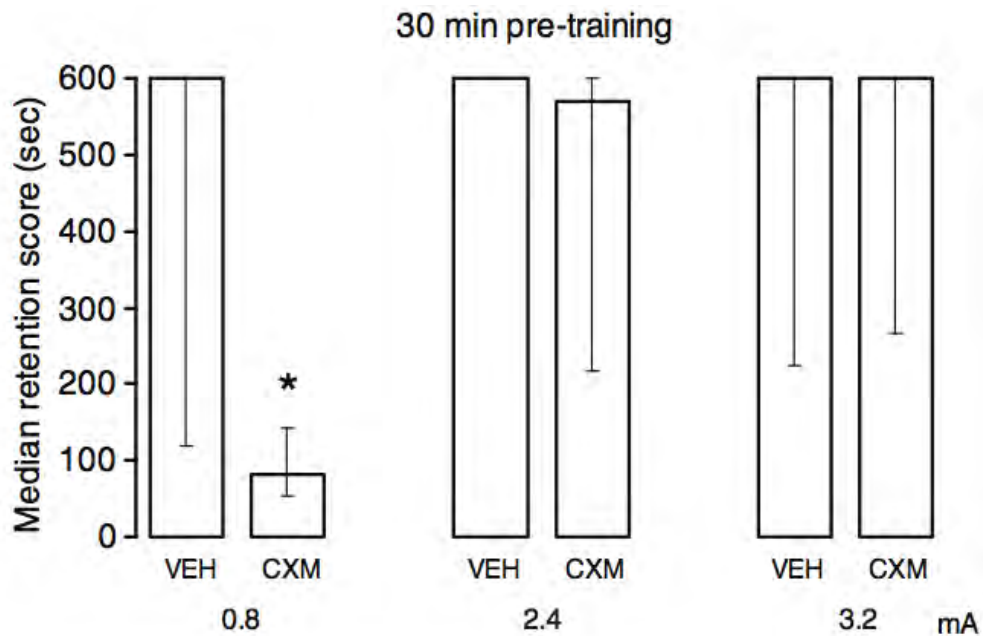 30 min pre-training
Median retention score (sec)
600
500
400
300
200
100
0
*
VEH CXM VEH CXM VEH CXM
0.8 2.4 3.2 mA